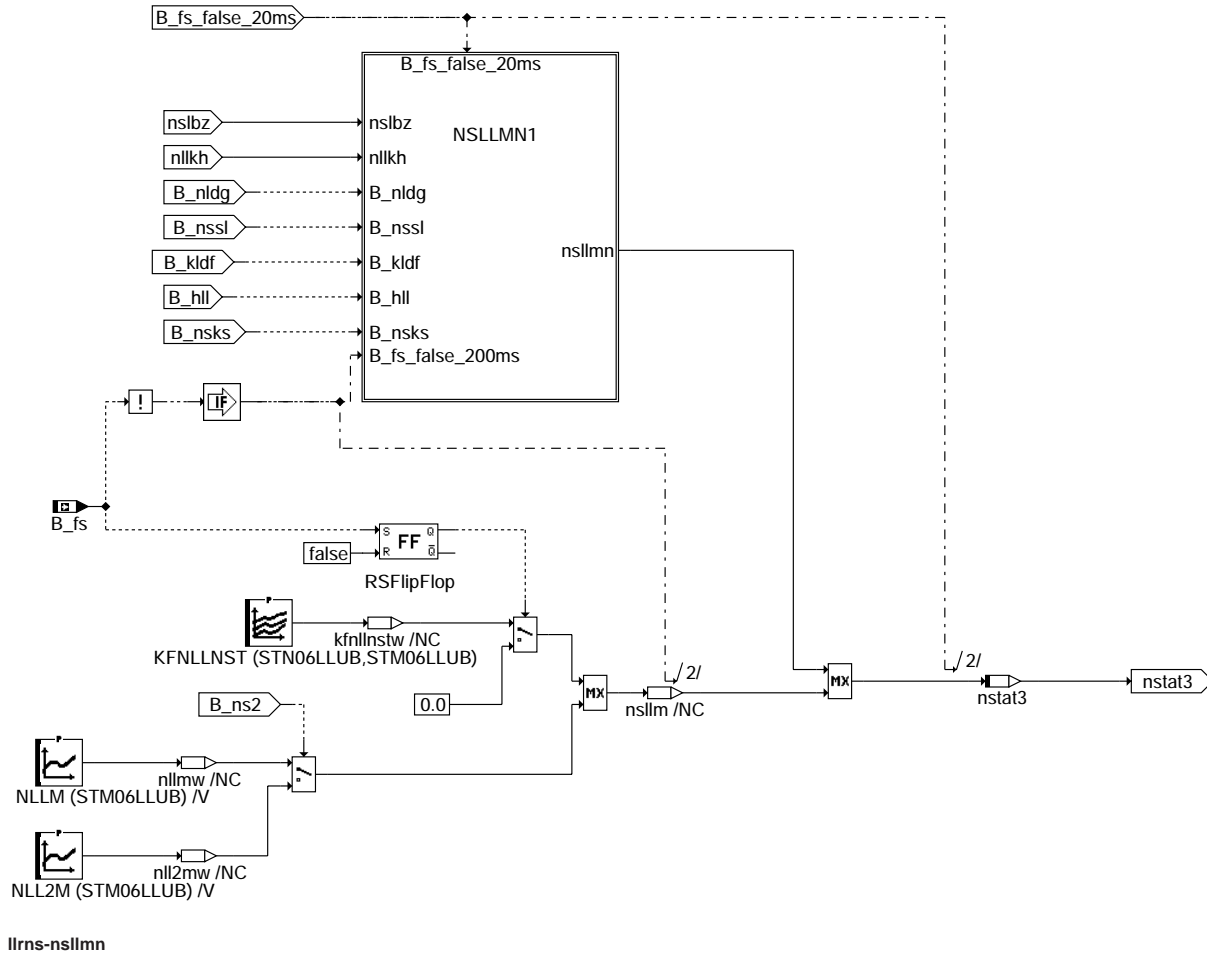 B_fs_false_20ms
B_fs_false_20ms
nslbz
nslbz
NSLLMN1
nllkh
nllkh
B_nldg
B_nldg
B_nssl
B_nssl
nsllmn
B_kldf
B_kldf
B_hll
B_hll
B_nsks
B_nsks
B_fs_false_200ms
!
IF
B_fs
S Q
FF
false
R Q
RSFlipFlop
P
kfnllnstw /NC
KFNLLNST (STN06LLUB,STM06LLUB)
2/
2/
MX
MX
nstat3
nstat3
B_ns2
0.0
nsllm /NC
P
nllmw /NC
NLLM (STM06LLUB) /V
P
nll2mw /NC
NLL2M (STM06LLUB) /V
llrns-nsllmn